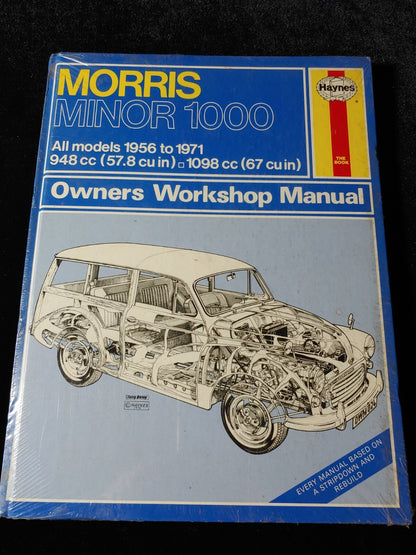 MORRIS
MINOR 1000
Haynes
All models 1956 to 1971
948 cc (57.8 cu in) □ 1098 cc (67 cu in)
THE
BOOK
Owners Workshop Manual
©HAYNES
EVERY MANUAL BASED ON
A STRIPDOWN AND
REBUILD